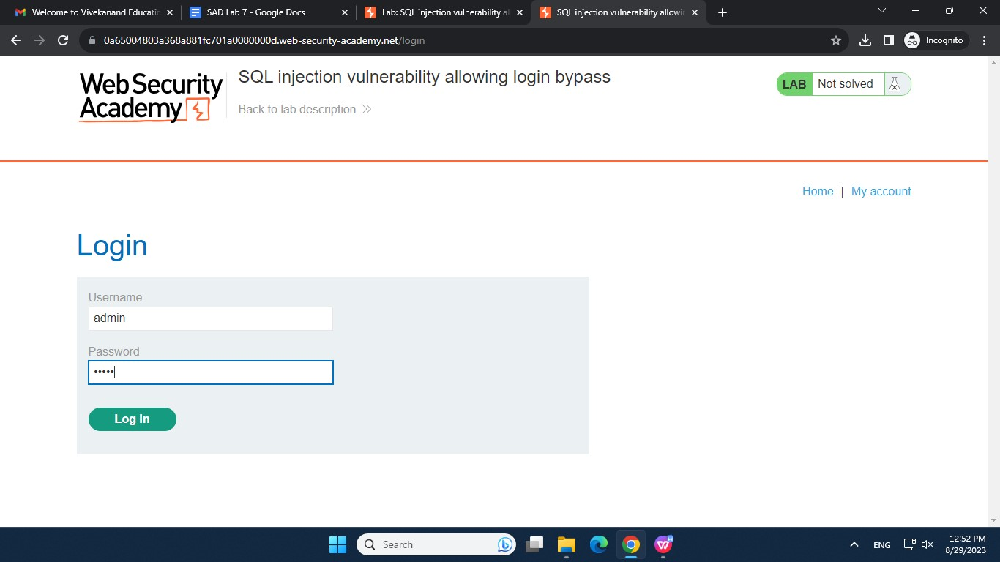 Welcome to Vivekanand Educatio
SAD Lab 7 - Google Docs
Lab: SQL injection vulnerability al
SQL injection vulnerability allowin
0a65004803a368a881fc701a0080000d.web-security-academy.net/login
Incognito
Web Security
Academy
SQL injection vulnerability allowing login bypass
Back to lab description
LAB Not solved
Home | My account
Login
Username
admin
Password
•••••
Log in
Search
ENG
12:52 PM
8/29/2023